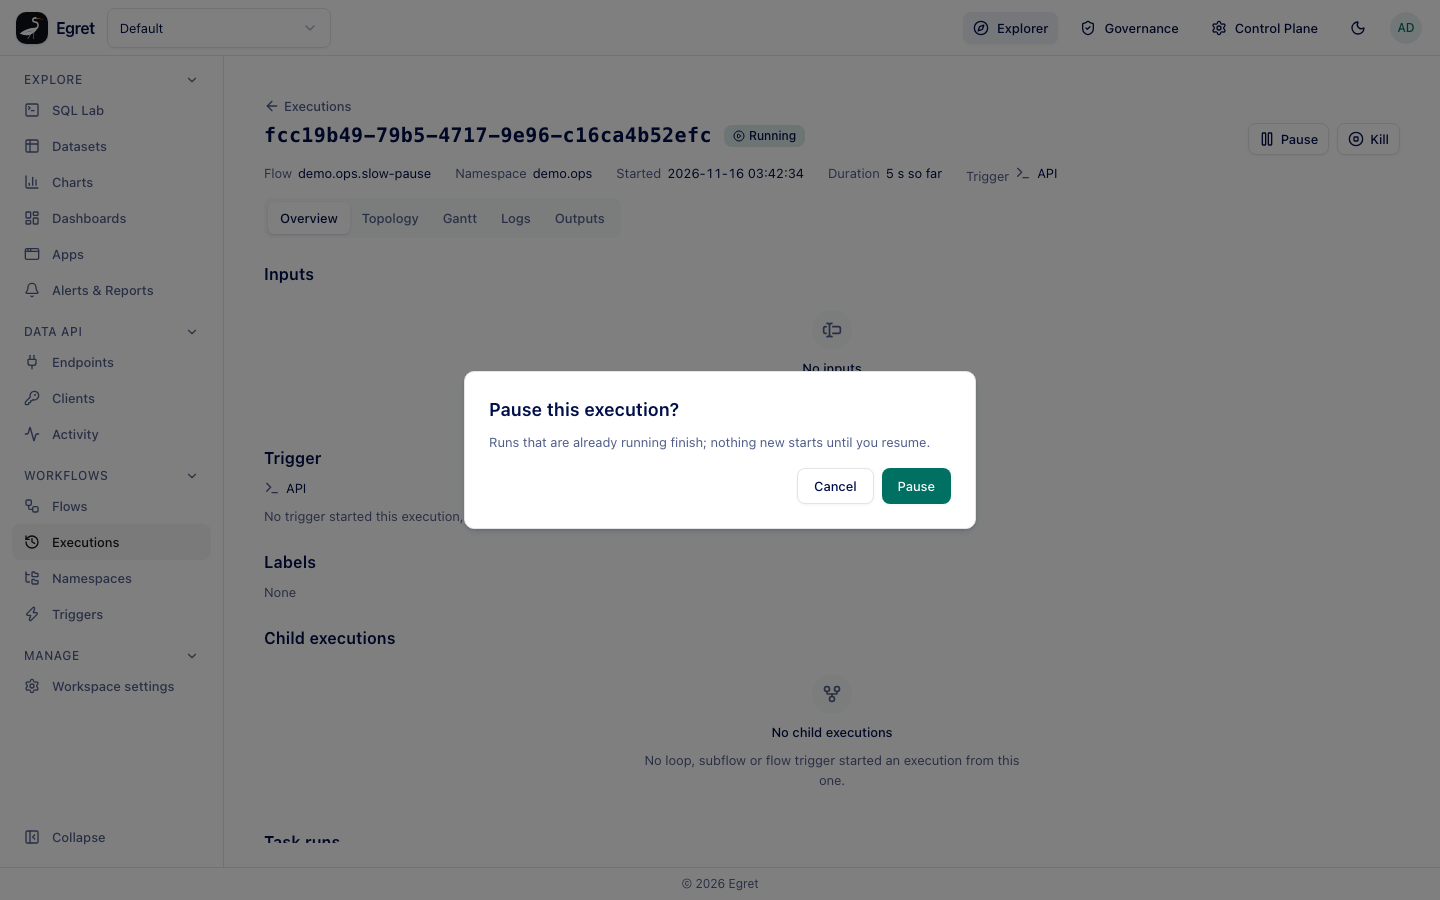 Egret
Default
Explorer
Governance
Control Plane
AD
EXPLORE
SQL Lab
Datasets
Charts
Dashboards
Apps
Alerts & Reports
DATA API
Endpoints
Clients
Activity
WORKFLOWS
Flows
Executions
Namespaces
Triggers
MANAGE
Workspace settings
Collapse
Executions
fcc19b49-79b5-4717-9e96-c16ca4b52efc
Running
Pause
Kill
Flow demo.ops.slow-pause Namespace demo.ops Started 2026-11-16 03:42:34 Duration 5 s so far Trigger API
Overview
Topology
Gantt
Logs
Outputs
Inputs
No inputs
Pause this execution?
Runs that are already running finish; nothing new starts until you resume.
Cancel
Pause
Trigger
API
No trigger started this execution,
Labels
None
Child executions
No child executions
No loop, subflow or flow trigger started an execution from this
one.
Task runs
© 2026 Egret